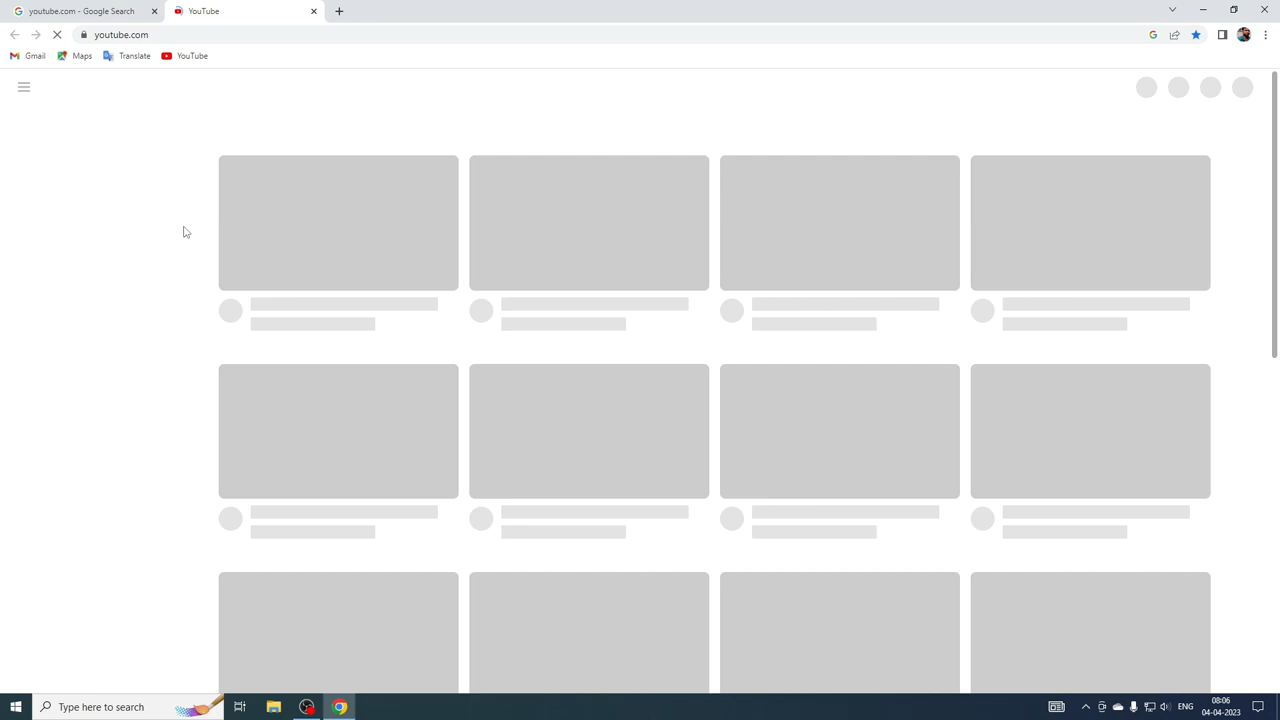 youtube.com - Google Search
YouTube
youtube.com
Gmail
Maps
Translate
YouTube
Type here to search
ENG
08:06
04-04-2023